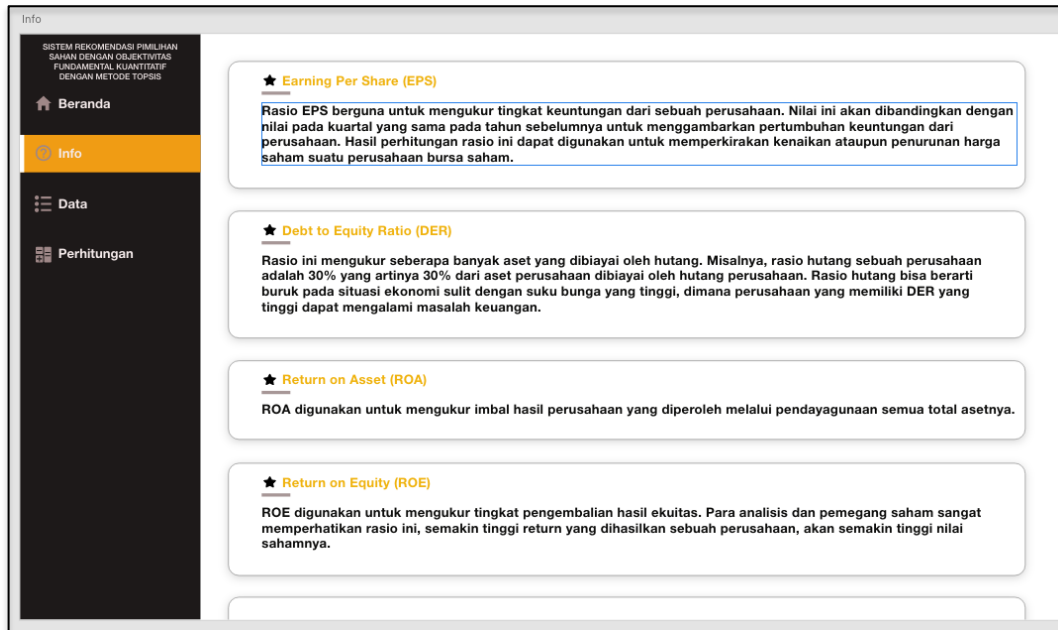 Info
SISTEM REKOMENDASI PIMILIHAN
SAHAN DENGAN OBJEKTIVITAS
FUNDAMENTAL KUANTITATIF
DENGAN METODE TOPSIS
Beranda
Info
Data
Perhitungan
Earning Per Share (EPS)
Rasio EPS berguna untuk mengukur tingkat keuntungan dari sebuah perusahaan. Nilai ini akan dibandingkan dengan
nilai pada kuartal yang sama pada tahun sebelumnya untuk menggambarkan pertumbuhan keuntungan dari
perusahaan. Hasil perhitungan rasio ini dapat digunakan untuk memperkirakan kenaikan ataupun penurunan harga
saham suatu perusahaan bursa saham.
Debt to Equity Ratio (DER)
Rasio ini mengukur seberapa banyak aset yang dibiayai oleh hutang. Misalnya, rasio hutang sebuah perusahaan
adalah 30% yang artinya 30% dari aset perusahaan dibiayai oleh hutang perusahaan. Rasio hutang bisa berarti
buruk pada situasi ekonomi sulit dengan suku bunga yang tinggi, dimana perusahaan yang memiliki DER yang
tinggi dapat mengalami masalah keuangan.
Return on Asset (ROA)
ROA digunakan untuk mengukur imbal hasil perusahaan yang diperoleh melalui pendayagunaan semua total asetnya.
Return on Equity (ROE)
ROE digunakan untuk mengukur tingkat pengembalian hasil ekuitas. Para analisis dan pemegang saham sangat
memperhatikan rasio ini, semakin tinggi return yang dihasilkan sebuah perusahaan, akan semakin tinggi nilai
sahamnya.